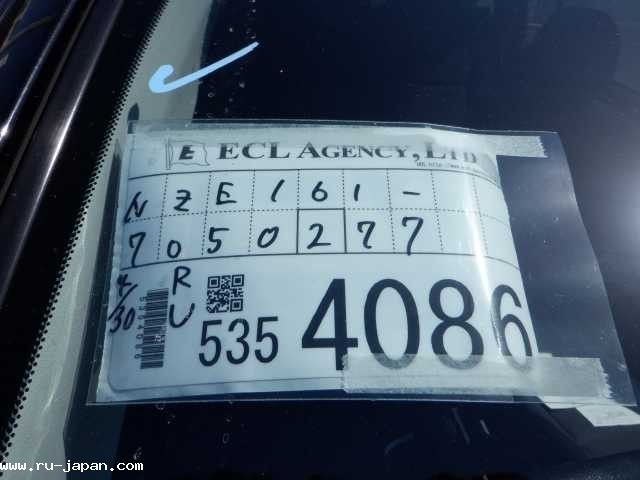 E ECL AGENCY, LTD
NZE161-
7050277
4/30
RU
535 4086
www.ru-japan.com